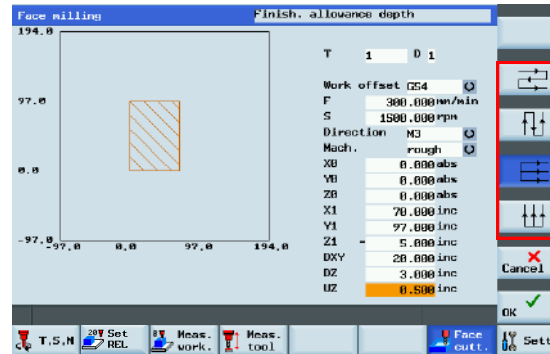 Face milling
Finish. allowance depth
194.0
97.0
0.0
-97.0
-97.0 0.0 97.0 194.0
T 1 D 1
Work offset G54
F 300.000 mm/min
S 1500.000 rpm
Direction M3
Mach. rough
X0 0.000 abs
Y0 0.000 abs
Z0 0.000 abs
X1 70.000 inc
Y1 97.000 inc
Z1 - 5.000 inc
DXY 20.000 inc
DZ 3.000 inc
UZ 0.500 inc
Cancel
OK
T.S.M
Set
REL
Meas.
work.
Meas.
tool
Face
cutt.
Sett